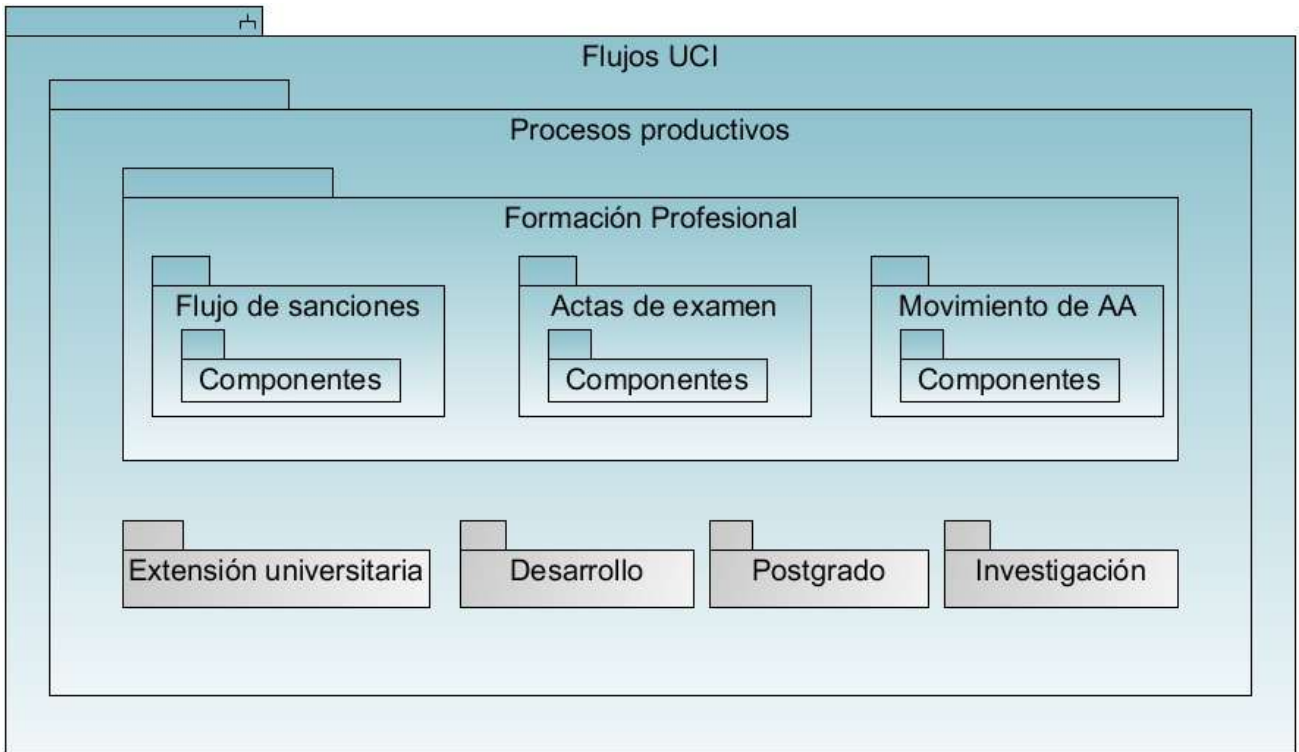 Flujos UCI
Procesos productivos
Formación Profesional
Flujo de sanciones
Componentes
Actas de examen
Componentes
Movimiento de AA
Componentes
Extensión universitaria
Desarrollo
Postgrado
Investigación